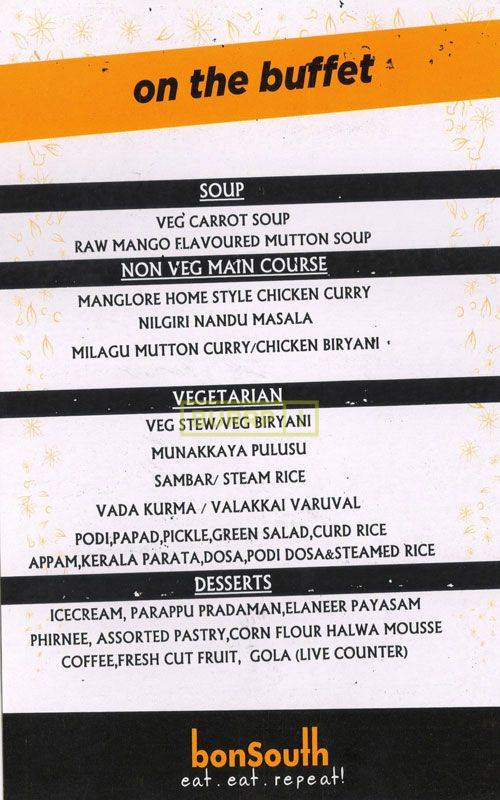 on the buffet
SOUP
VEG CARROT SOUP
RAW MANGO FLAVOURED MUTTON SOUP
NON VEG MAIN COURSE
MANGLORE HOME STYLE CHICKEN CURRY
NILGIRI NANDU MASALA
MILAGU MUTTON CURRY/CHICKEN BIRYANI
VEGETARIAN
VEG STEW/VEG BIRYANI
MUNAKKAYA PULUSU
SAMBAR/ STEAM RICE
VADA KURMA / VALAKKAI VARUVAL
PODI,PAPAD,PICKLE,GREEN SALAD,CURD RICE
APPAM,KERALA PARATA,DOSA,PODI DOSA&STEAMED RICE
DESSERTS
ICECREAM, PARAPPU PRADAMAN,ELANEER PAYASAM
PHIRNEE, ASSORTED PASTRY,CORN FLOUR HALWA MOUSSE
COFFEE,FRESH CUT FRUIT, GOLA (LIVE COUNTER)
bonSouth
eat.eat.repeat!